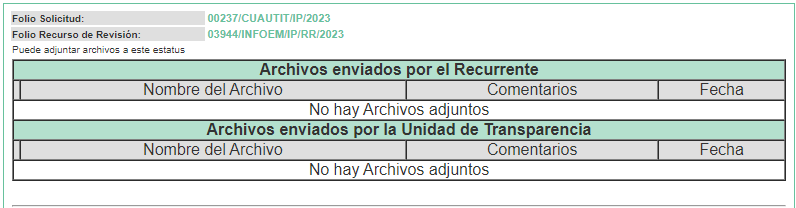 Folio Solicitud: 00237/CUAUTIT/IP/2023
Folio Recurso de Revisión: 03944/INFOEM/IP/RR/2023
Puede adjuntar archivos a este estatus
Archivos enviados por el Recurrente
Nombre del Archivo Comentarios Fecha
No hay Archivos adjuntos
Archivos enviados por la Unidad de Transparencia
Nombre del Archivo Comentarios Fecha
No hay Archivos adjuntos